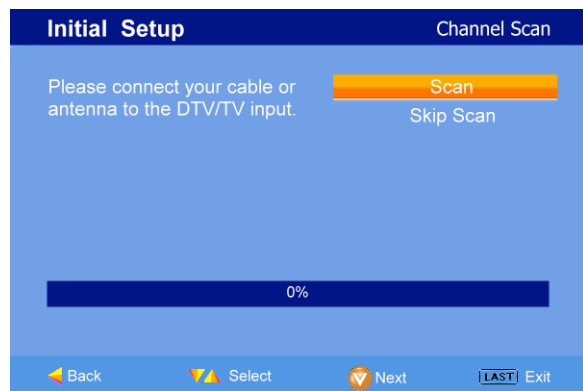 Initial Setup
Channel Scan
Please connect your cable or
antenna to the DTV/TV input.
Scan
Skip Scan
0%
Back
Select
V Next
LAST Exit